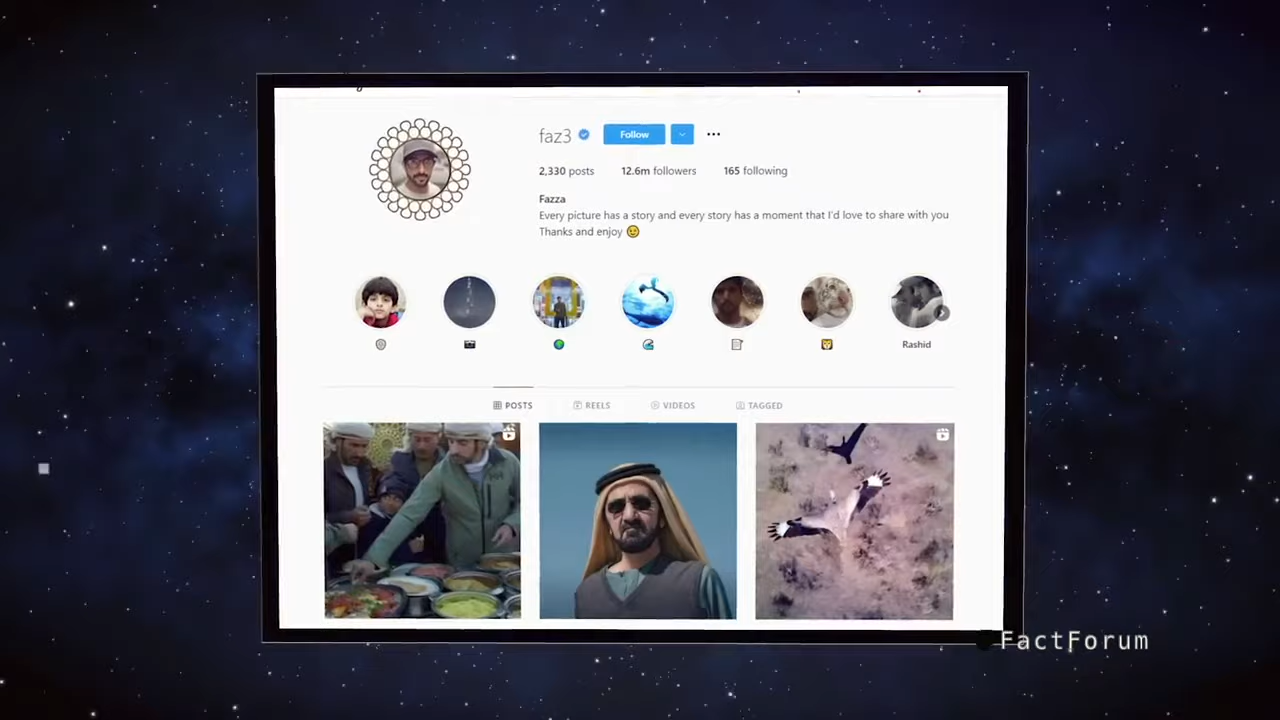 faz3
Follow
2,330 posts 12.6m followers 165 following
Fazza
Every picture has a story and every story has a moment that I'd love to share with you
Thanks and enjoy 😉
Rashid
POSTS REELS VIDEOS TAGGED
FactForum